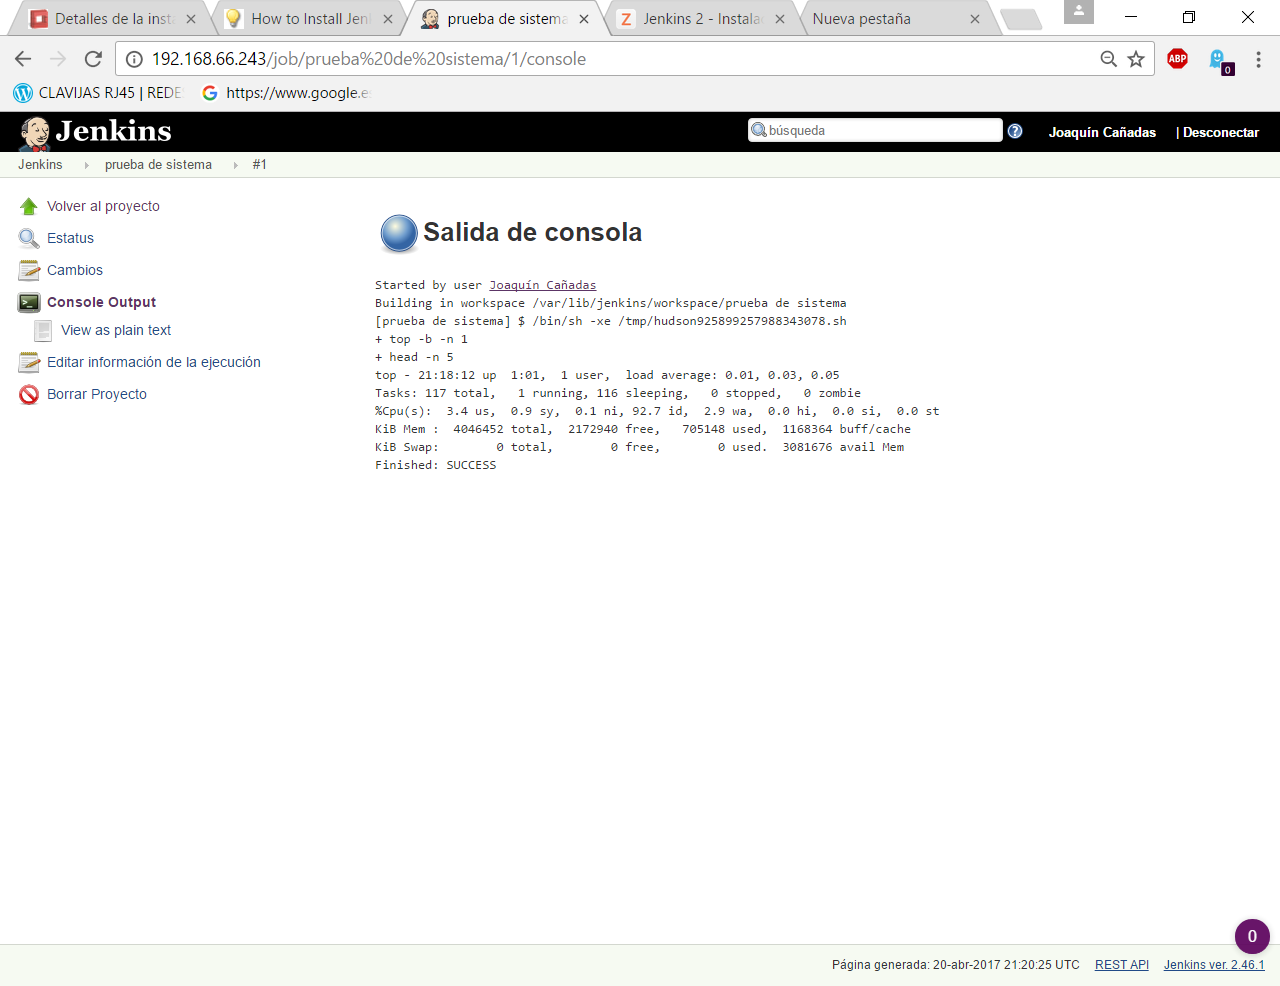 Detalles de la inst
How to Install Jen
prueba de sistema
Z Jenkins 2 - Instala
Nueva pestaña
192.168.66.243/job/prueba%20de%20sistema/1/console
ABP
0
CLAVIJAS RJ45 | REDE
G https://www.google.e
Jenkins
búsqueda
?
Joaquín Cañadas
| Desconectar
Jenkins
prueba de sistema
#1
Volver al proyecto
Estatus
Cambios
Console Output
View as plain text
Editar información de la ejecución
Borrar Proyecto
Salida de consola
Started by user Joaquín Cañadas
Building in workspace /var/lib/jenkins/workspace/prueba de sistema
[prueba de sistema] $ /bin/sh -xe /tmp/hudson925899257988343078.sh
+ top -b -n 1
+ head -n 5
top - 21:18:12 up  1:01,  1 user,  load average: 0.01, 0.03, 0.05
Tasks: 117 total,   1 running, 116 sleeping,   0 stopped,   0 zombie
%Cpu(s):  3.4 us,  0.9 sy,  0.1 ni, 92.7 id,  2.9 wa,  0.0 hi,  0.0 si,  0.0 st
KiB Mem :  4046452 total,  2172940 free,   705148 used,  1168364 buff/cache
KiB Swap:        0 total,        0 free,        0 used.  3081676 avail Mem
Finished: SUCCESS
0
Página generada: 20-abr-2017 21:20:25 UTC
REST API
Jenkins ver. 2.46.1